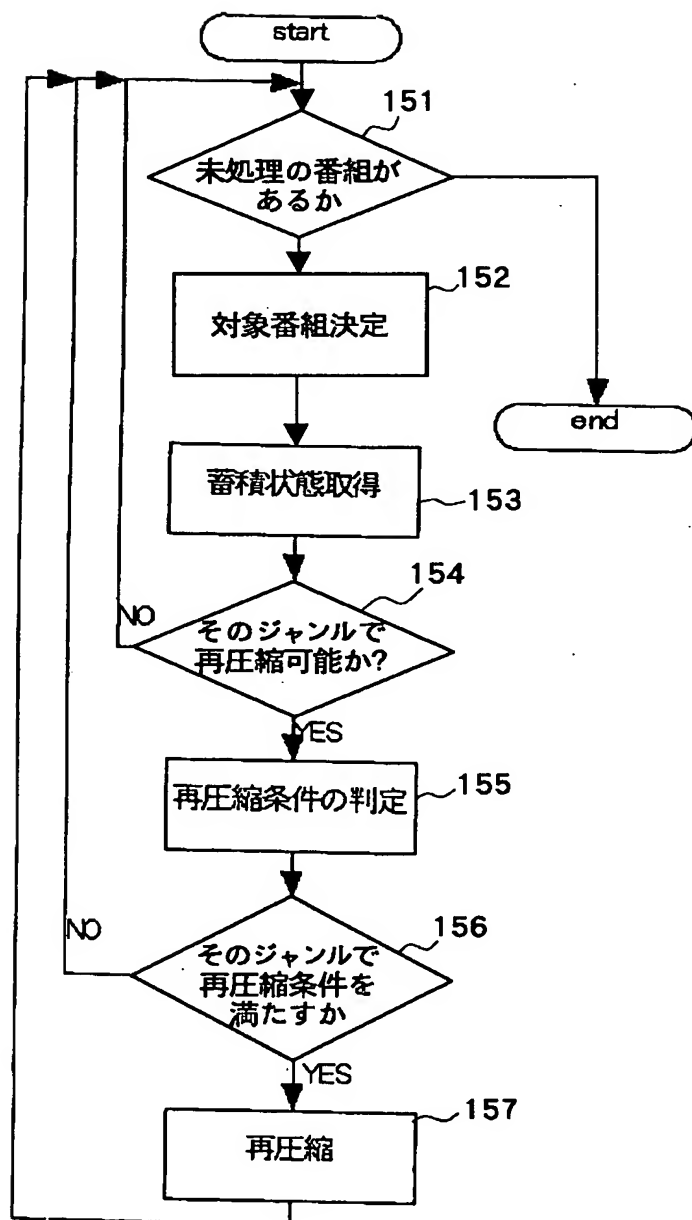 start
151
未処理の番組が
あるか
152
対象番組決定
end
蓄積状態取得
153
154
NO
そのジャンルで
再圧縮可能か?
YES
再圧縮条件の判定
155
NO
156
そのジャンルで
再圧縮条件を
満たすか
YES
157
再圧縮